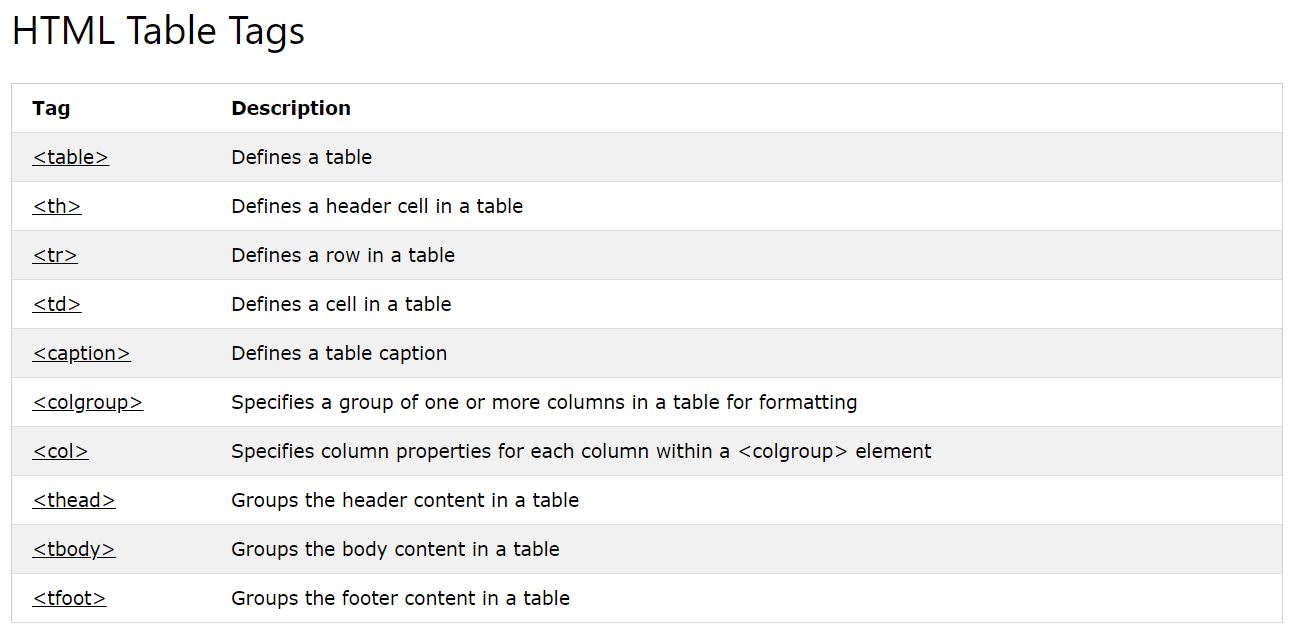 HTML Table Tags
Tag Description
<table> Defines a table
<th> Defines a header cell in a table
<tr> Defines a row in a table
<td> Defines a cell in a table
<caption> Defines a table caption
<colgroup> Specifies a group of one or more columns in a table for formatting
<col> Specifies column properties for each column within a <colgroup> element
<thead> Groups the header content in a table
<tbody> Groups the body content in a table
<tfoot> Groups the footer content in a table